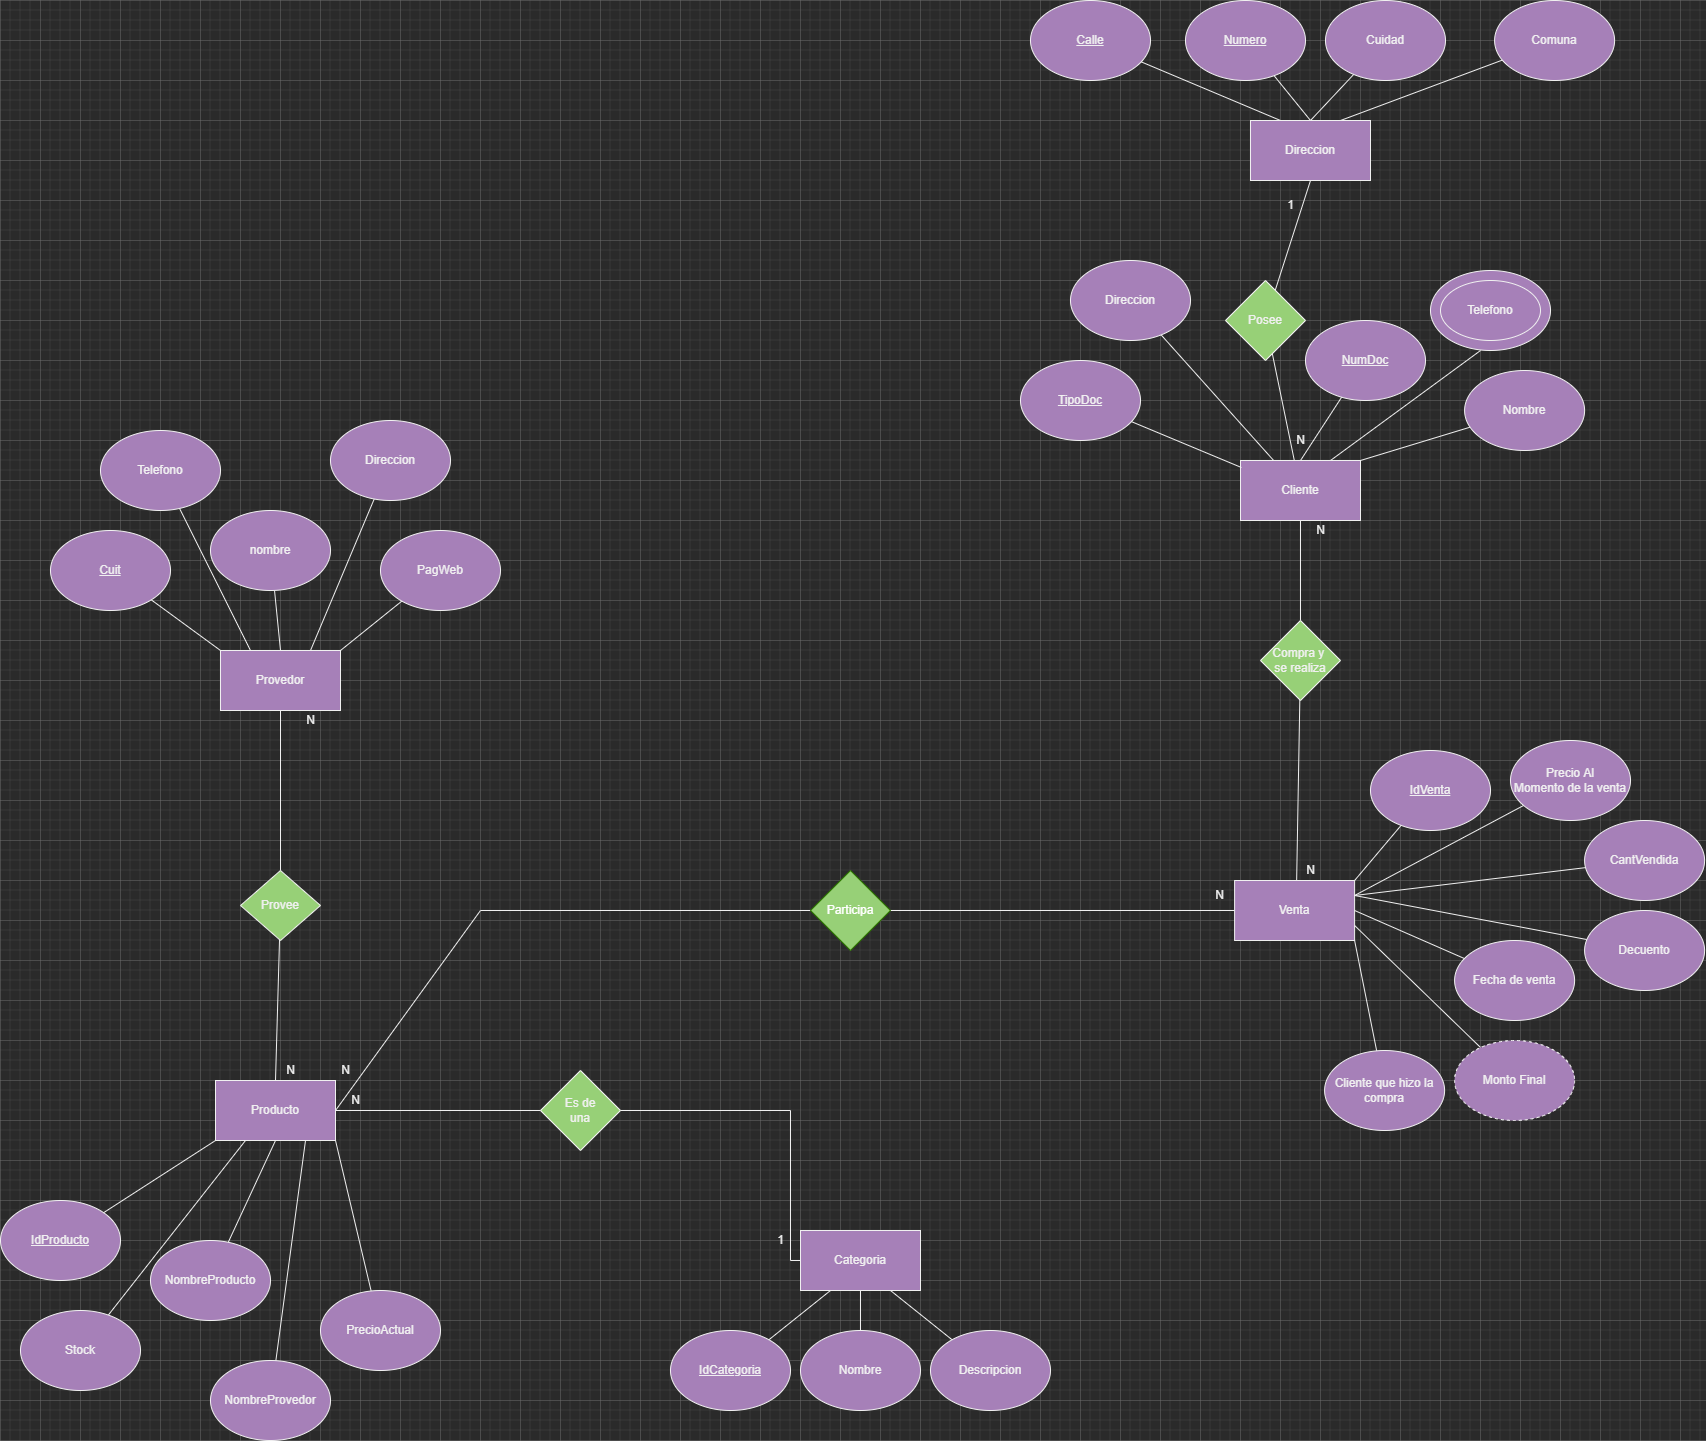 Calle
Numero
Cuidad
Comuna
Direccion
1
Direccion
Posee
Telefono
NumDoc
TipoDoc
Nombre
N
Cliente
N
Telefono
Direccion
nombre
Cuit
PagWeb
Provedor
N
Compra y
se realiza
IdVenta
Precio Al
Momento de la venta
CantVendida
N
N
Venta
Participa
Provee
Decuento
Fecha de venta
Monto Final
Cliente que hizo la
compra
N
N
N
Producto
Es de
una
IdProducto
NombreProducto
Stock
PrecioActual
NombreProvedor
1
Categoria
IdCategoria
Nombre
Descripcion